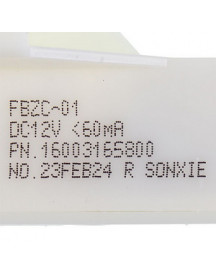 FBZC-01
DC12V <60mA
PN.16003165800
NO.23FEB24 R SONXIE